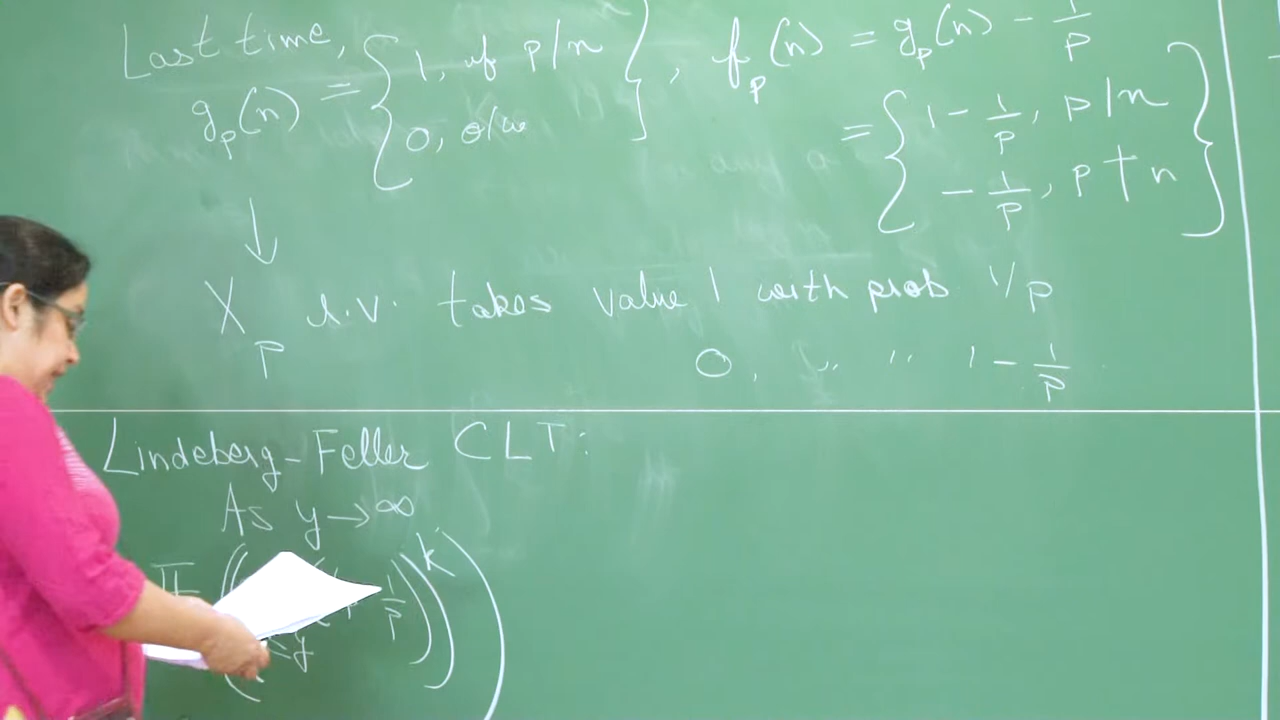 Last time,
g_p(n) = { 1, if p|n
0, o/w }, f_p(n) = g_p(n) - 1/p
= { 1 - 1/p, p|n
- 1/p, p∤n }
↓
X_p r.v. takes value 1 with prob 1/p
0, " " 1 - 1/p
Lindeberg-Feller CLT:
As y → ∞
E ( ( 1/p ) )^k )
≤y